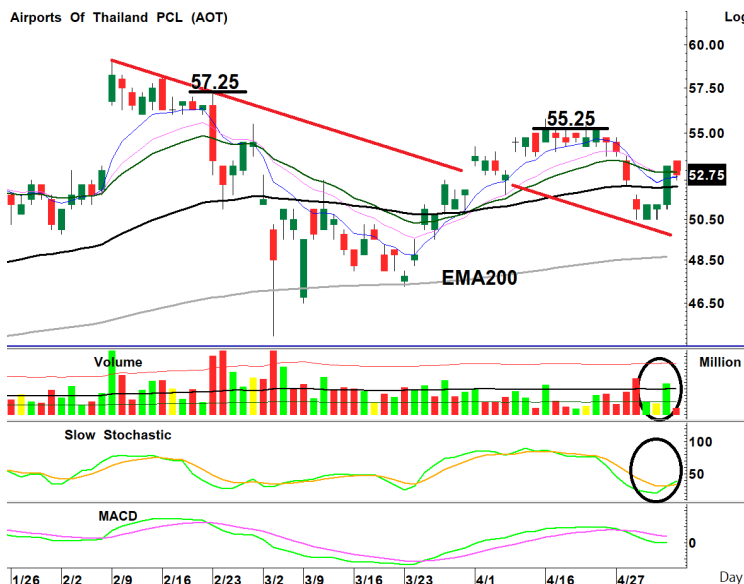 Airports Of Thailand PCL (AOT)
Log
60.00
57.50
57.25
55.00
55.25
52.75
50.50
48.50
EMA200
46.50
Volume
Million
Slow Stochastic
100
50
MACD
0
1/26 2/2 2/9 2/16 2/23 3/2 3/9 3/16 3/23 4/1 4/16 4/27 Day